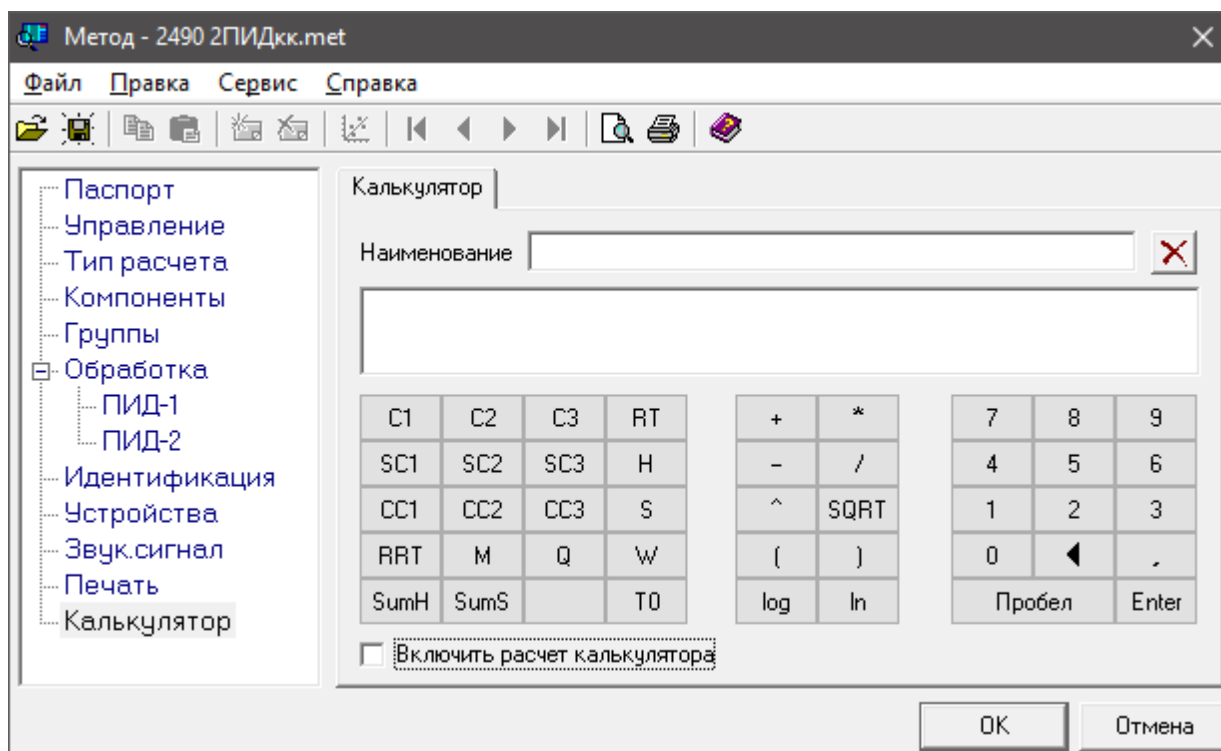 Метод - 2490 2ПИДкк.met
Файл Правка Сервис Справка
Паспорт
Управление
Тип расчета
Компоненты
Группы
Обработка
ПИД-1
ПИД-2
Идентификация
Устройства
Звук.сигнал
Печать
Калькулятор
Калькулятор
Наименование
C1 C2 C3 RT + * 7 8 9
SC1 SC2 SC3 H - / 4 5 6
CC1 CC2 CC3 S ^ SQRT 1 2 3
RRT M Q W ( ) 0 ,
SumH SumS T0 log ln Пробел Enter
Включить расчет калькулятора
OK Отмена